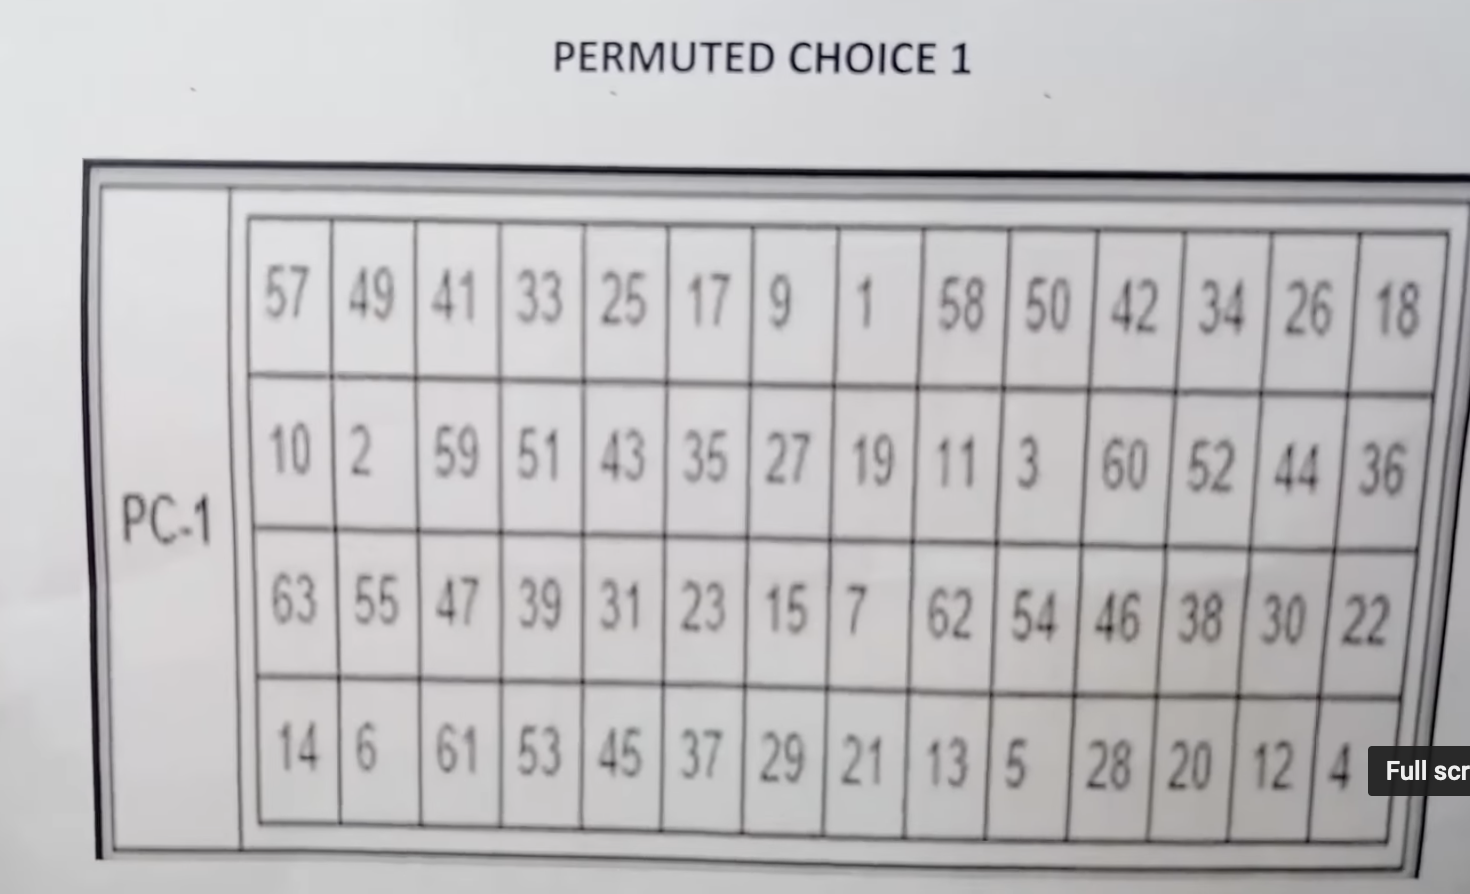 PERMUTED CHOICE 1
57 49 41 33 25 17 9 1 58 50 42 34 26 18
10 2 59 51 43 35 27 19 11 3 60 52 44 36
PC-1
63 55 47 39 31 23 15 7 62 54 46 38 30 22
14 6 61 53 45 37 29 21 13 5 28 20 12 4
Full scr